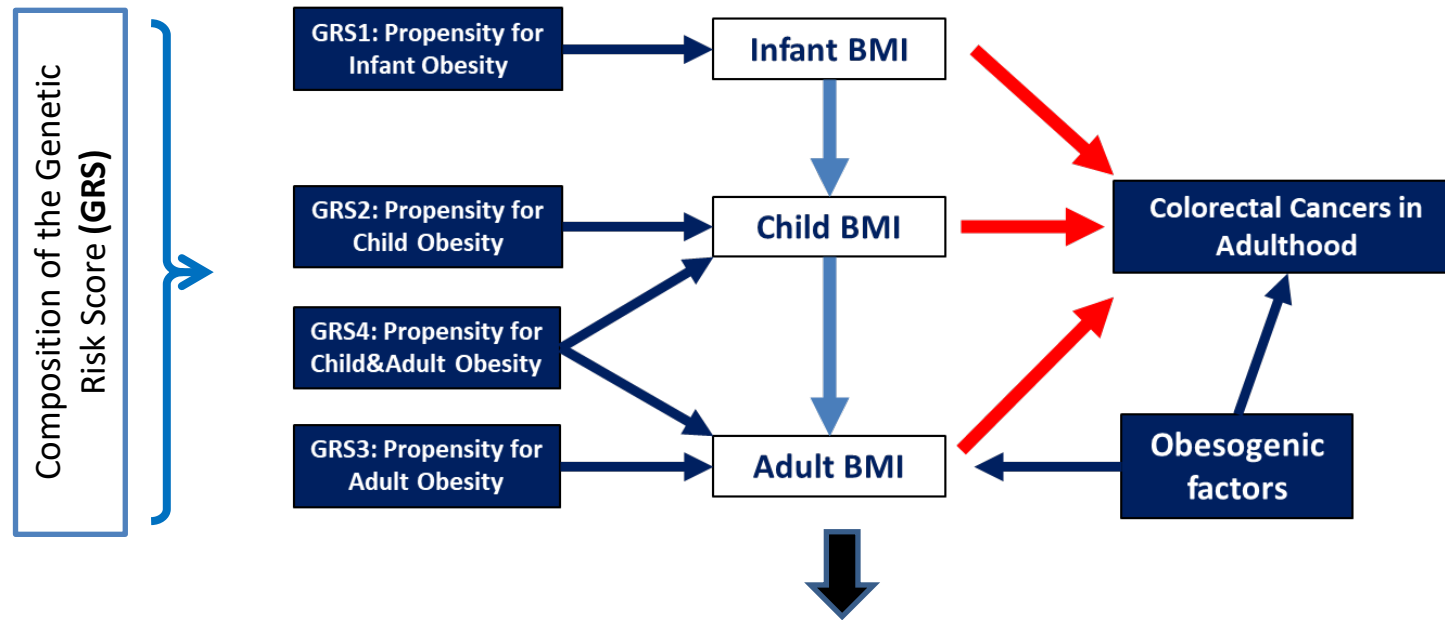 Composition of the Genetic
Risk Score (GRS)
GRS1: Propensity for
Infant Obesity
Infant BMI
GRS2: Propensity for
Child Obesity
Child BMI
Colorectal Cancers in
Adulthood
GRS4: Propensity for
Child&Adult Obesity
GRS3: Propensity for
Adult Obesity
Adult BMI
Obesogenic
factors